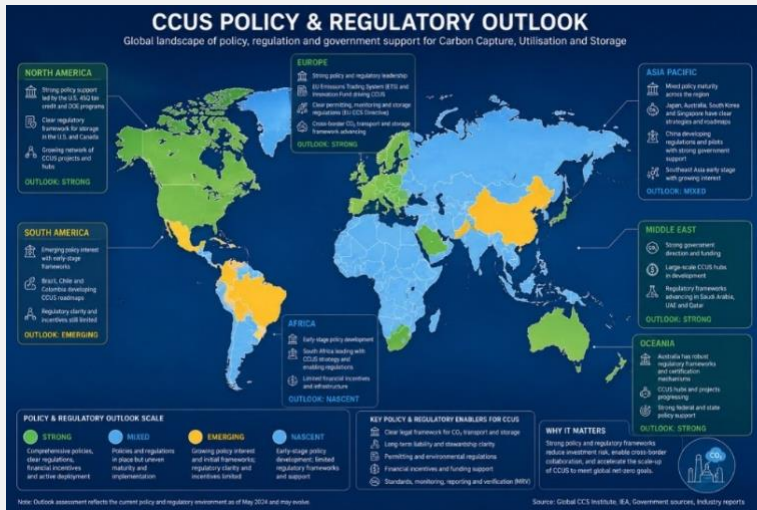 CCUS POLICY & REGULATORY OUTLOOK
Global landscape of policy, regulation and government support for Carbon Capture, Utilisation and Storage
NORTH AMERICA
Strong policy support
led by the U.S. 45Q tax
credit and DOE programs
Clear regulatory
framework for storage
in the U.S. and Canada
Growing network of
CCUS projects and
hubs
OUTLOOK: STRONG
EUROPE
Strong policy and regulatory leadership
EU Emissions Trading System (ETS) and
Innovation Fund driving CCUS
Clear permitting, monitoring and storage
regulations (EU CCS Directive)
Cross-border CO₂ transport and storage
framework advancing
OUTLOOK: STRONG
ASIA PACIFIC
Mixed policy maturity
across the region
Japan, Australia, South Korea
and Singapore have clear
strategies and roadmaps
China developing
regulations and pilots
with strong government
support
Southeast Asia early stage
with growing interest
OUTLOOK: MIXED
SOUTH AMERICA
Emerging policy interest
with early-stage
frameworks
Brazil, Chile and
Colombia developing
CCUS roadmaps
Regulatory clarity and
incentives still limited
OUTLOOK: EMERGING
MIDDLE EAST
Strong government
direction and funding
Large-scale CCUS hubs
in development
Regulatory frameworks
advancing in Saudi Arabia,
UAE and Qatar
OUTLOOK: STRONG
AFRICA
Early-stage policy development
South Africa leading with
CCUS strategy and
enabling regulations
Limited financial incentives
and infrastructure
OUTLOOK: NASCENT
OCEANIA
Australia has robust
regulatory frameworks
and certification
mechanisms
CCUS hubs and projects
progressing
Strong federal and state
policy support
OUTLOOK: STRONG
POLICY & REGULATORY OUTLOOK SCALE
STRONG
Comprehensive policies,
clear regulations,
financial incentives
and active deployment
MIXED
Policies and regulations
in place but uneven
maturity and
implementation
EMERGING
Growing policy interest
and initial frameworks;
regulatory clarity and
incentives limited
NASCENT
Early-stage policy
development; limited
regulatory frameworks
and support
KEY POLICY & REGULATORY ENABLERS FOR CCUS
Clear legal framework for CO₂ transport and storage
Long-term liability and stewardship clarity
Permitting and environmental regulations
Financial incentives and funding support
Standards, monitoring, reporting and verification (MRV)
WHY IT MATTERS
Strong policy and regulatory frameworks
reduce investment risk, enable cross-border
collaboration, and accelerate the scale-up
of CCUS to meet global net-zero goals.
CO₂
Note: Outlook assessment reflects the current policy and regulatory environment as of May 2024 and may evolve.
Source: Global CCS Institute, IEA, Government sources, Industry reports